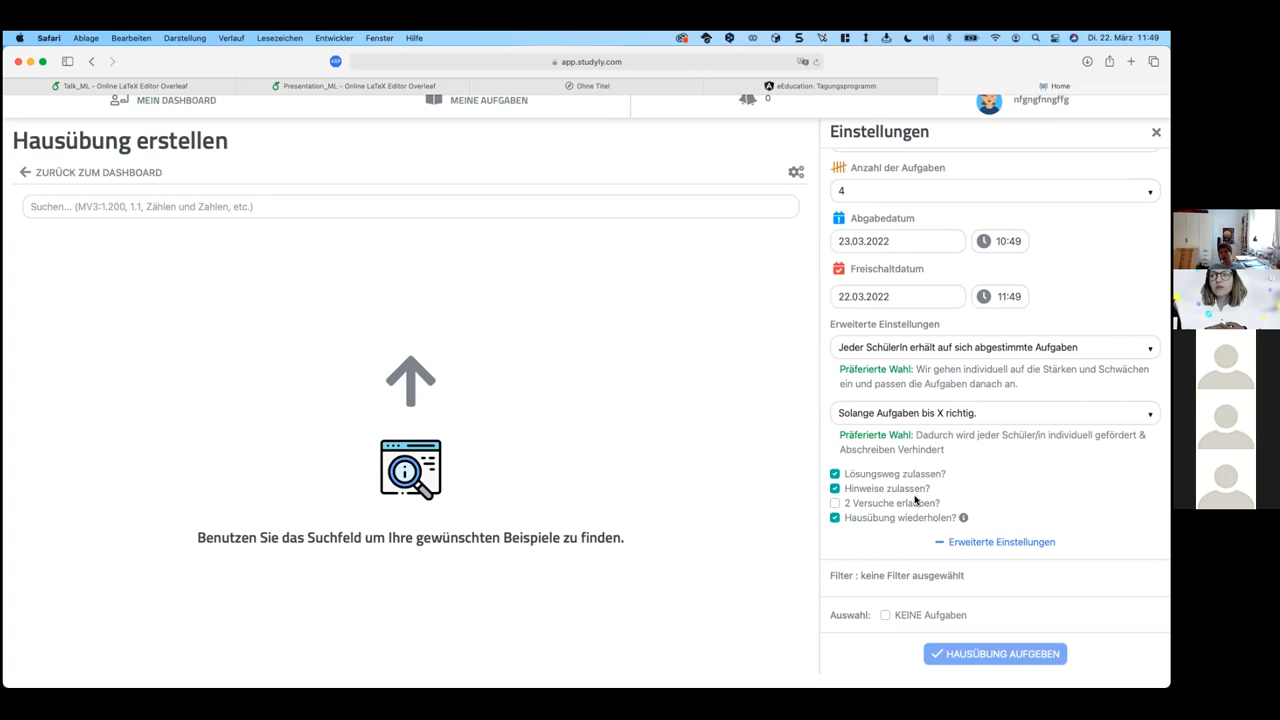 Safari Ablage Bearbeiten Darstellung Verlauf Lesezeichen Entwickler Fenster Hilfe Di. 22. März 11:49
app.studyly.com
Talk_ML - Online LaTeX Editor Overleaf Presentation_ML - Online LaTeX Editor Overleaf Ohne Titel eEducation: Tagungsprogramm Home
MEIN DASHBOARD MEINE AUFGABEN 0 nfgngfnngffg
Hausübung erstellen
ZURÜCK ZUM DASHBOARD
Suchen... (MV3:1.200, 1.1, Zählen und Zahlen, etc.)
Benutzen Sie das Suchfeld um Ihre gewünschten Beispiele zu finden.
Einstellungen
Anzahl der Aufgaben
4
Abgabedatum
23.03.2022 10:49
Freischaltdatum
22.03.2022 11:49
Erweiterte Einstellungen
Jeder SchülerIn erhält auf sich abgestimmte Aufgaben
Präferierte Wahl: Wir gehen individuell auf die Stärken und Schwächen
ein und passen die Aufgaben danach an.
Solange Aufgaben bis X richtig.
Präferierte Wahl: Dadurch wird jeder Schüler/in individuell gefördert &
Abschreiben Verhindert
Lösungsweg zulassen?
Hinweise zulassen?
2 Versuche erlauben?
Hausübung wiederholen?
Erweiterte Einstellungen
Filter : keine Filter ausgewählt
Auswahl: KEINE Aufgaben
HAUSÜBUNG AUFGEBEN